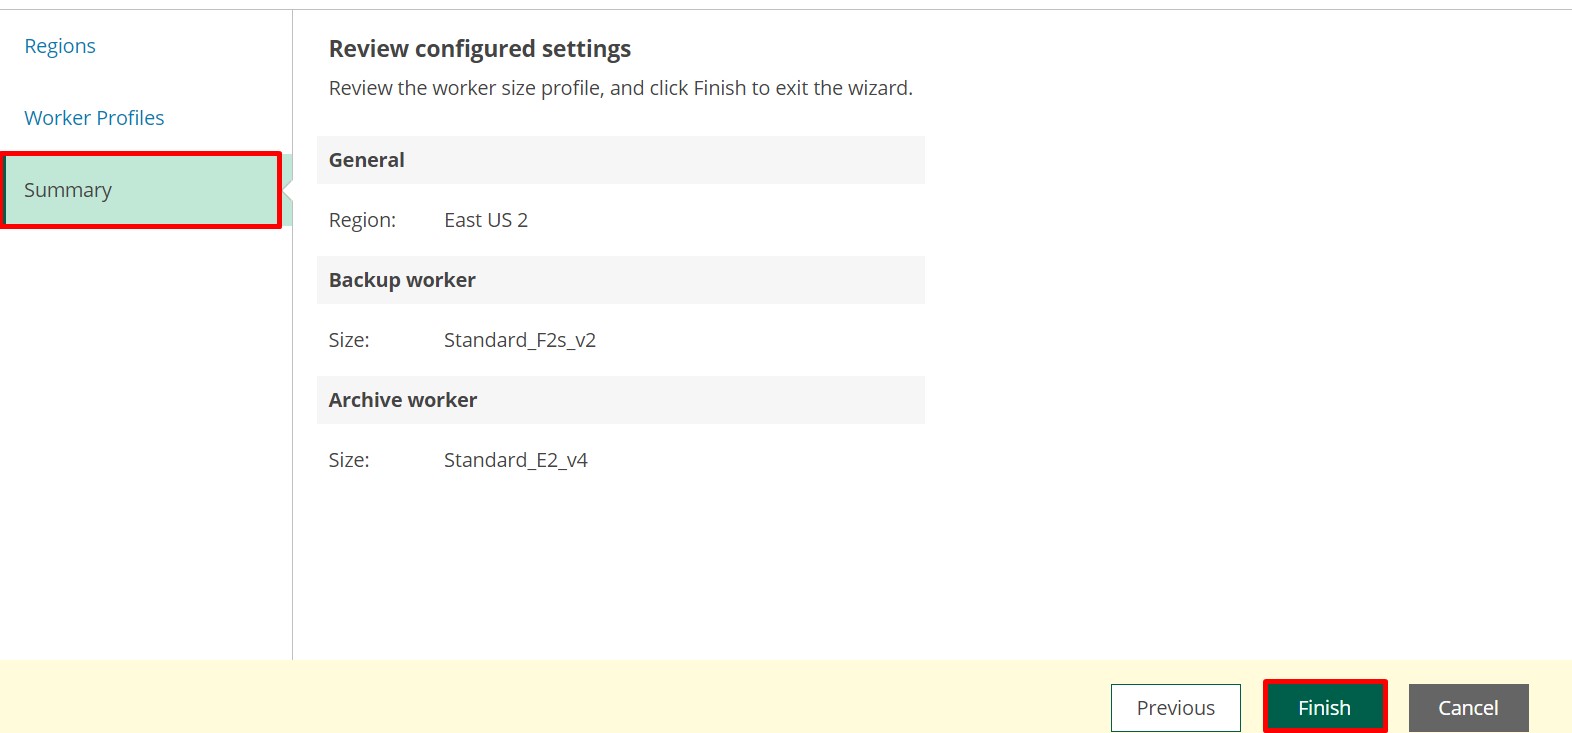 Regions
Worker Profiles
Summary
Review configured settings
Review the worker size profile, and click Finish to exit the wizard.
General
Region: East US 2
Backup worker
Size: Standard_F2s_v2
Archive worker
Size: Standard_E2_v4
Previous Finish Cancel